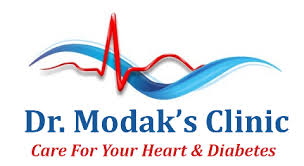 Dr. Modak's Clinic
Care For Your Heart & Diabetes